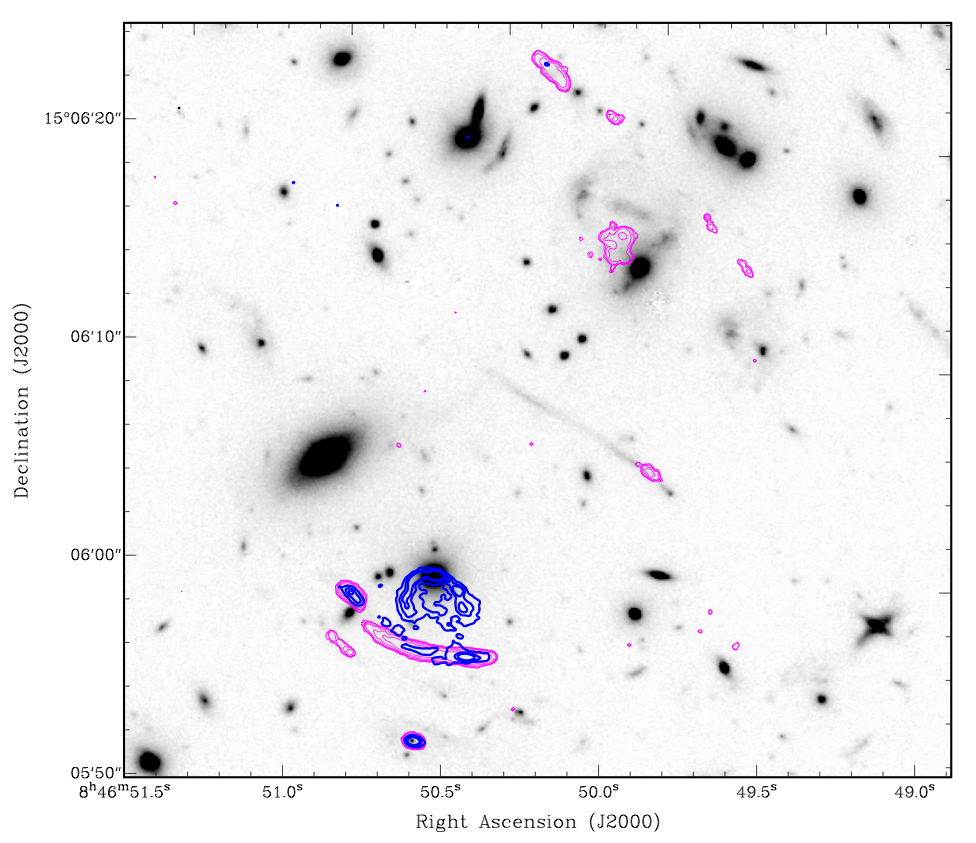 15:06'20"
06'10"
06'00"
05'50"
Declination (J2000)
8ʰ46ᵐ51.5ˢ 51.0ˢ 50.5ˢ 50.0ˢ 49.5ˢ 49.0ˢ
Right Ascension (J2000)